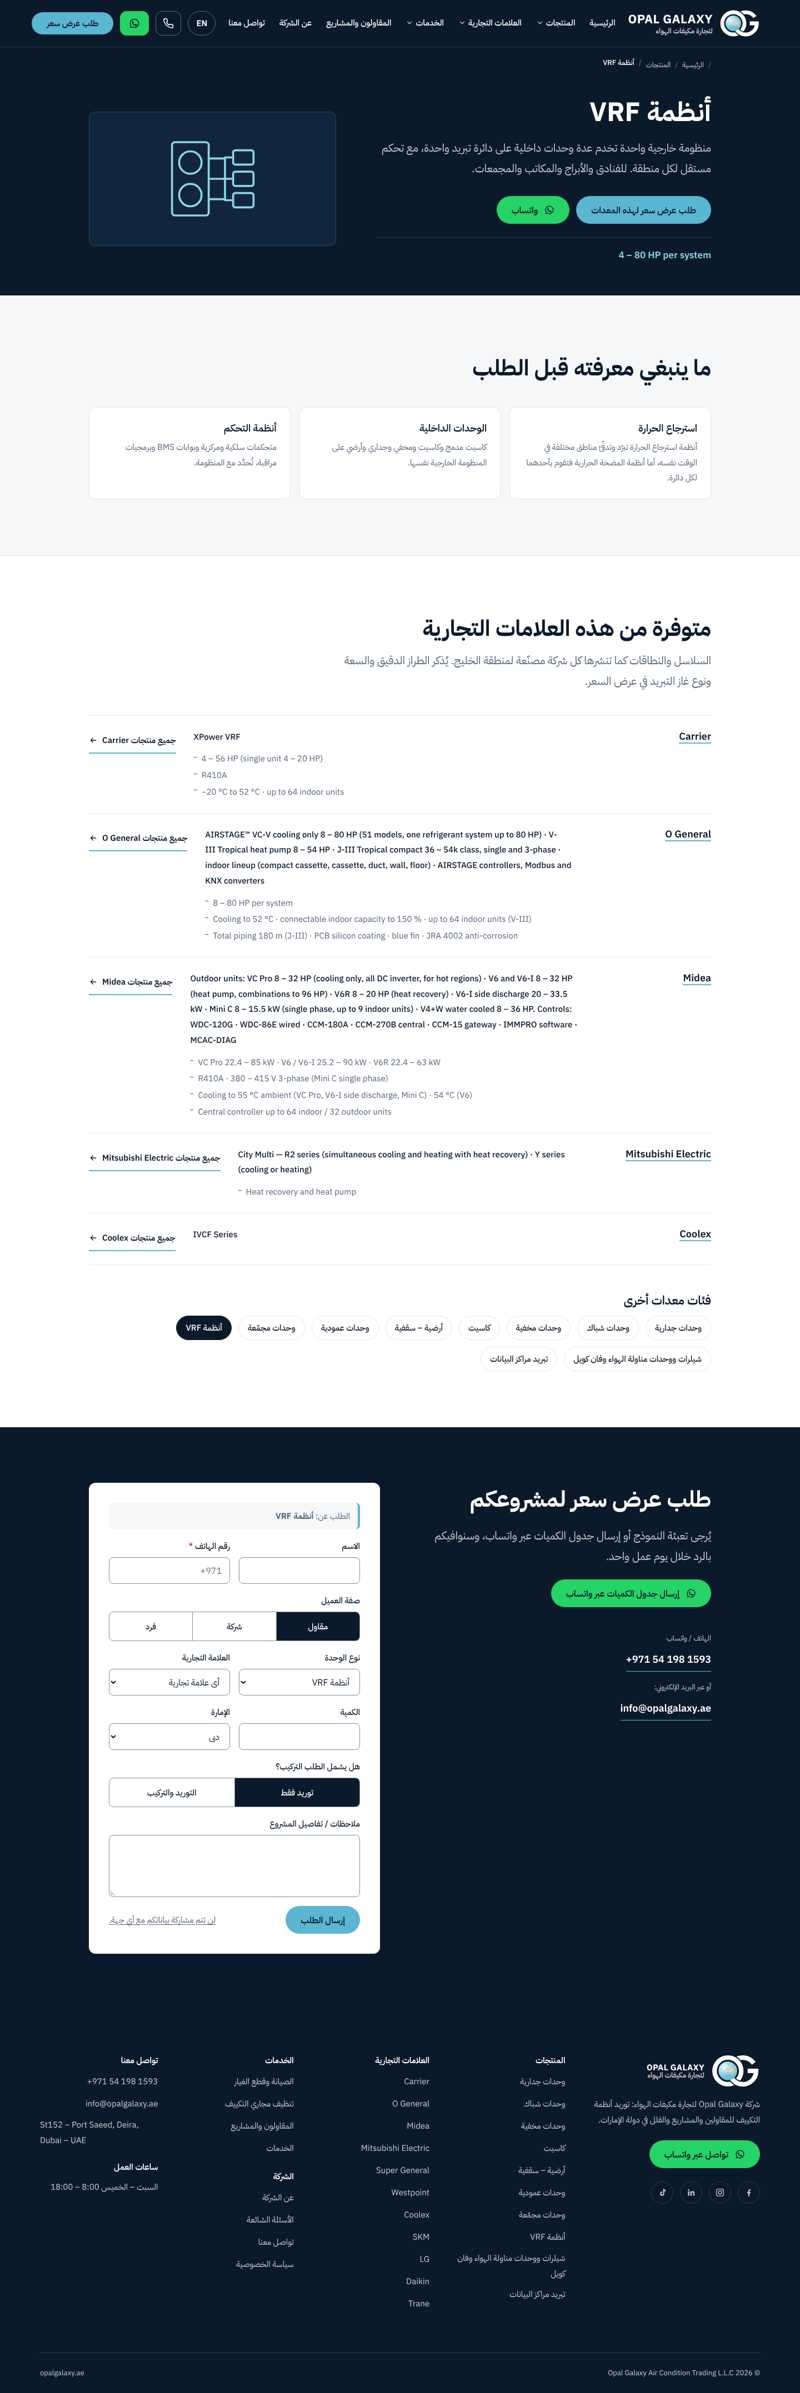 OPAL GALAXY
لتجارة مكيفات الهواء
الرئيسية
المنتجات
العلامات التجارية
الخدمات
المقاولون والمشاريع
عن الشركة
تواصل معنا
EN
طلب عرض سعر
/ الرئيسية / المنتجات / أنظمة VRF
أنظمة VRF
منظومة خارجية واحدة تخدم عدة وحدات داخلية على دائرة تبريد واحدة، مع تحكم
مستقل لكل منطقة. للفنادق والأبراج والمكاتب والمجمعات.
طلب عرض سعر لهذه المعدات
واتساب
4 – 80 HP per system
ما ينبغي معرفته قبل الطلب
استرجاع الحرارة
أنظمة استرجاع الحرارة تبرّد وتدفّئ مناطق مختلفة في
الوقت نفسه، أما أنظمة المضخة الحرارية فتقوم بأحدهما
لكل دائرة.
الوحدات الداخلية
كاسيت مدمج وكاسيت ومخفي وجداري وأرضي على
المنظومة الخارجية نفسها.
أنظمة التحكم
متحكمات سلكية ومركزية وبوابات BMS وبرمجيات
مراقبة، تُحدَّد مع المنظومة.
متوفرة من هذه العلامات التجارية
السلاسل والنطاقات كما تنشرها كل شركة مصنّعة لمنطقة الخليج. يُذكر الطراز الدقيق والسعة
ونوع غاز التبريد في عرض السعر.
Carrier
XPower VRF
– 4 – 56 HP (single unit 4 – 20 HP)
– R410A
– −20 °C to 52 °C · up to 64 indoor units
جميع منتجات Carrier ←
O General
AIRSTAGE™ VC-V cooling only 8 – 80 HP (51 models, one refrigerant system up to 80 HP) · V-
III Tropical heat pump 8 – 54 HP · J-III Tropical compact 36 – 54k class, single and 3-phase ·
indoor lineup (compact cassette, cassette, duct, wall, floor) · AIRSTAGE controllers, Modbus and
KNX converters
– 8 – 80 HP per system
– Cooling to 52 °C · connectable indoor capacity to 150 % · up to 64 indoor units (V-III)
– Total piping 180 m (J-III) · PCB silicon coating · blue fin · JRA 4002 anti-corrosion
جميع منتجات O General ←
Midea
Outdoor units: VC Pro 8 – 32 HP (cooling only, all DC inverter, for hot regions) · V6 and V6-I 8 – 32 HP
(heat pump, combinations to 96 HP) · V6R 8 – 20 HP (heat recovery) · V6-I side discharge 20 – 33.5
kW · Mini C 8 – 15.5 kW (single phase, up to 9 indoor units) · V4+W water cooled 8 – 36 HP. Controls:
WDC-120G · WDC-86E wired · CCM-180A · CCM-270B central · CCM-15 gateway · IMMPRO software ·
MCAC-DIAG
– VC Pro 22.4 – 85 kW · V6 / V6-I 25.2 – 90 kW · V6R 22.4 – 63 kW
– R410A · 380 – 415 V 3-phase (Mini C single phase)
– Cooling to 55 °C ambient (VC Pro, V6-I side discharge, Mini C) · 54 °C (V6)
– Central controller up to 64 indoor / 32 outdoor units
جميع منتجات Midea ←
Mitsubishi Electric
City Multi — R2 series (simultaneous cooling and heating with heat recovery) · Y series
(cooling or heating)
– Heat recovery and heat pump
جميع منتجات Mitsubishi Electric ←
Coolex
IVCF Series
جميع منتجات Coolex ←
فئات معدات أخرى
وحدات جدارية
وحدات شباك
وحدات مخفية
كاسيت
أرضية – سقفية
وحدات عمودية
وحدات مجمّعة
أنظمة VRF
شيلرات ووحدات مناولة الهواء وفان كويل
تبريد مراكز البيانات
طلب عرض سعر لمشروعكم
يُرجى تعبئة النموذج أو إرسال جدول الكميات عبر واتساب، وسنوافيكم
بالرد خلال يوم عمل واحد.
إرسال جدول الكميات عبر واتساب
الهاتف / واتساب
+971 54 198 1593
أو عبر البريد الإلكتروني:
info@opalgalaxy.ae
الطلب عن: أنظمة VRF
الاسم
رقم الهاتف *
+971
صفة العميل
مقاول
شركة
فرد
نوع الوحدة
العلامة التجارية
أنظمة VRF
أي علامة تجارية
الكمية
الإمارة
دبي
هل يشمل الطلب التركيب؟
توريد فقط
التوريد والتركيب
ملاحظات / تفاصيل المشروع
إرسال الطلب
لن تتم مشاركة بياناتكم مع أي جهة.
OPAL GALAXY
لتجارة مكيفات الهواء
شركة Opal Galaxy لتجارة مكيفات الهواء: توريد أنظمة
التكييف للمقاولين والمشاريع والفلل في دولة الإمارات.
تواصل عبر واتساب
المنتجات
وحدات جدارية
وحدات شباك
وحدات مخفية
كاسيت
أرضية – سقفية
وحدات عمودية
وحدات مجمّعة
أنظمة VRF
شيلرات ووحدات مناولة الهواء وفان
كويل
تبريد مراكز البيانات
العلامات التجارية
Carrier
O General
Midea
Mitsubishi Electric
Super General
Westpoint
Coolex
SKM
LG
Daikin
Trane
الخدمات
الصيانة وقطع الغيار
تنظيف مجاري التكييف
المقاولون والمشاريع
الخدمات
الشركة
عن الشركة
الأسئلة الشائعة
تواصل معنا
سياسة الخصوصية
تواصل معنا
+971 54 198 1593
info@opalgalaxy.ae
St152 – Port Saeed, Deira,
Dubai – UAE
ساعات العمل
السبت – الخميس 8:00 – 18:00
© 2026 Opal Galaxy Air Condition Trading L.L.C
opalgalaxy.ae